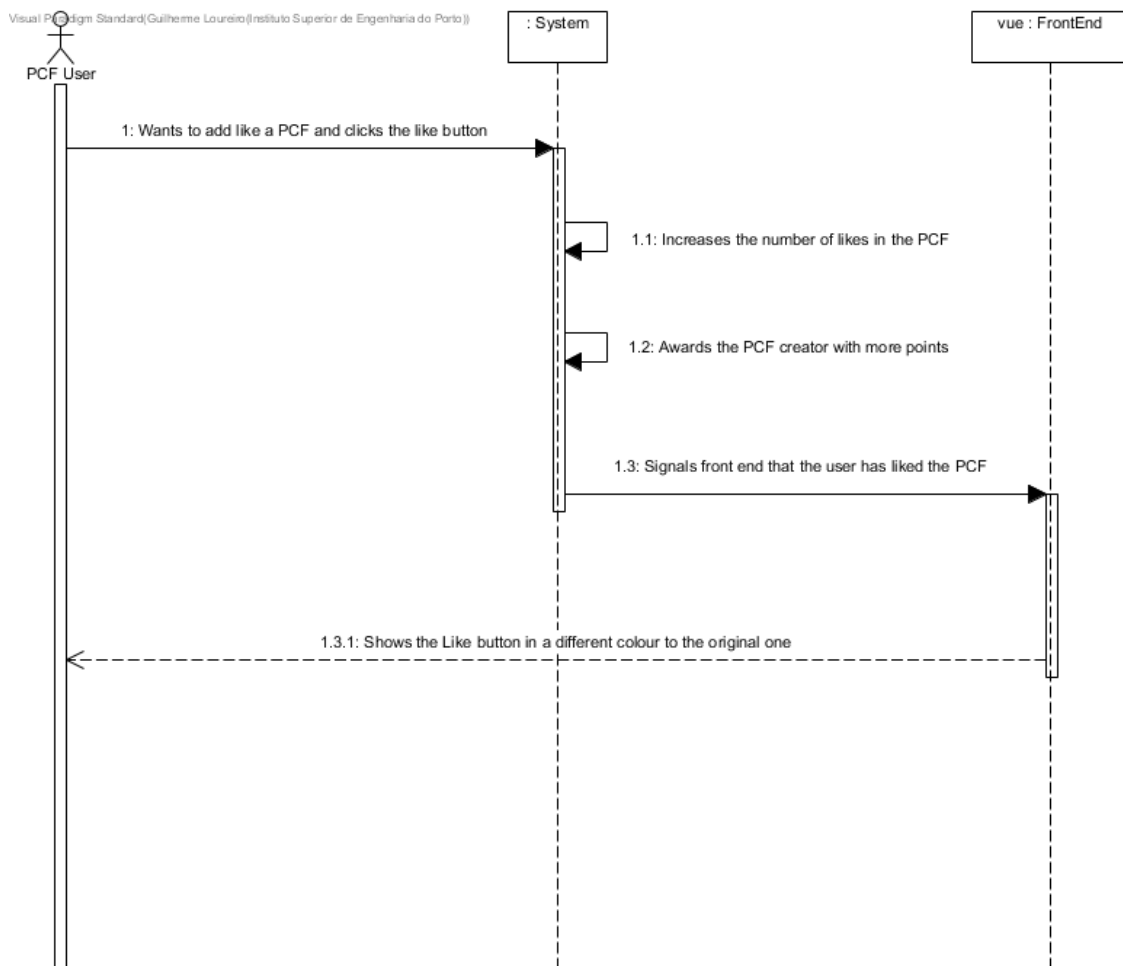 Visual Paradigm Standard(Guilherme Loureiro(Instituto Superior de Engenharia do Porto))
: System
vue : FrontEnd
PCF User
1: Wants to add like a PCF and clicks the like button
1.1: Increases the number of likes in the PCF
1.2: Awards the PCF creator with more points
1.3: Signals front end that the user has liked the PCF
1.3.1: Shows the Like button in a different colour to the original one